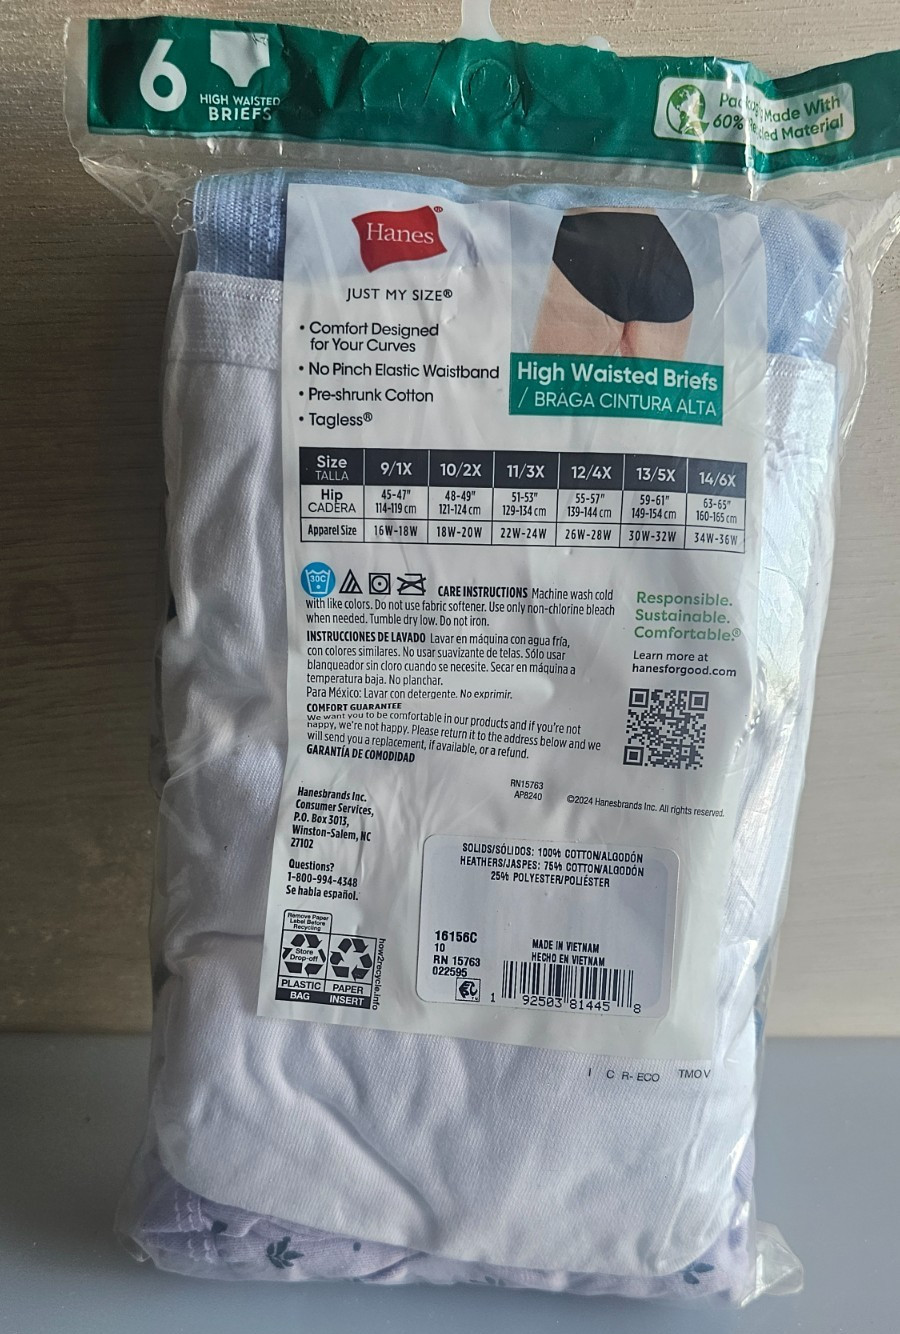 6
HIGH WAISTED
BRIEFS
Made With
60%
Material
Hanes®
JUST MY SIZE®
• Comfort Designed
for Your Curves
• No Pinch Elastic Waistband
• Pre-shrunk Cotton
• Tagless®
High Waisted Briefs
/ BRAGA CINTURA ALTA
Size TALLA 9/1X 10/2X 11/3X 12/4X 13/5X 14/6X
Hip CADERA 45-47" 48-49" 51-53" 55-57" 59-61" 63-65"
114-119 cm 121-124 cm 129-134 cm 139-144 cm 149-154 cm 160-165 cm
Apparel Size 16W-18W 18W-20W 22W-24W 26W-28W 30W-32W 34W-36W
30C
CARE INSTRUCTIONS Machine wash cold
with like colors. Do not use fabric softener. Use only non-chlorine bleach
when needed. Tumble dry low. Do not iron.
INSTRUCCIONES DE LAVADO Lavar en máquina con agua fría,
con colores similares. No usar suavizante de telas. Sólo usar
blanqueador sin cloro cuando se necesite. Secar en máquina a
temperatura baja. No planchar.
Para México: Lavar con detergente. No exprimir.
COMFORT GUARANTEE
We want you to be comfortable in our products and if you're not
happy, we're not happy. Please return it to the address below and we
will send you a replacement, if available, or a refund.
GARANTÍA DE COMODIDAD
Responsible.
Sustainable.
Comfortable.®
Learn more at
hanesforgood.com
RN15763
AP8240
©2024 Hanesbrands Inc. All rights reserved.
Hanesbrands Inc.
Consumer Services,
P.O. Box 3013,
Winston-Salem, NC
27102
Questions?
1-800-994-4348
Se habla español.
Remove Paper
Label Before
Recycling
Store
Drop-off
PLASTIC
BAG
PAPER
INSERT
how2recycle.info
SOLIDS/SÓLIDOS: 100% COTTON/ALGODÓN
HEATHERS/JASPES: 75% COTTON/ALGODÓN
25% POLYESTER/POLIÉSTER
16156C
10
RN 15763
022595
MADE IN VIETNAM
HECHO EN VIETNAM
1 92503 81445 8
I C R- ECO TMO V